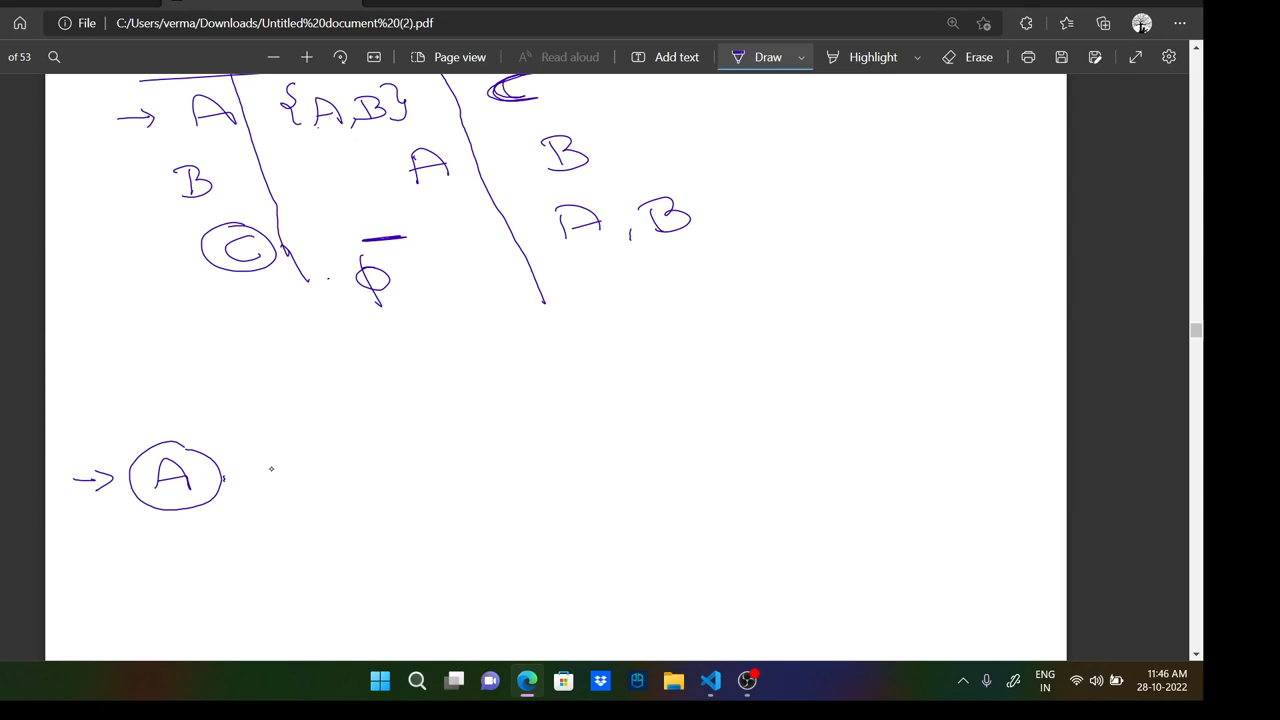 File C:/Users/verma/Downloads/Untitled%20document%20(2).pdf
of 53 Page view Read aloud Add text Draw Highlight Erase
→ A {A,B} C
A B
B
A , B
C
ϕ
→ A
ENG 11:46 AM
IN 28-10-2022